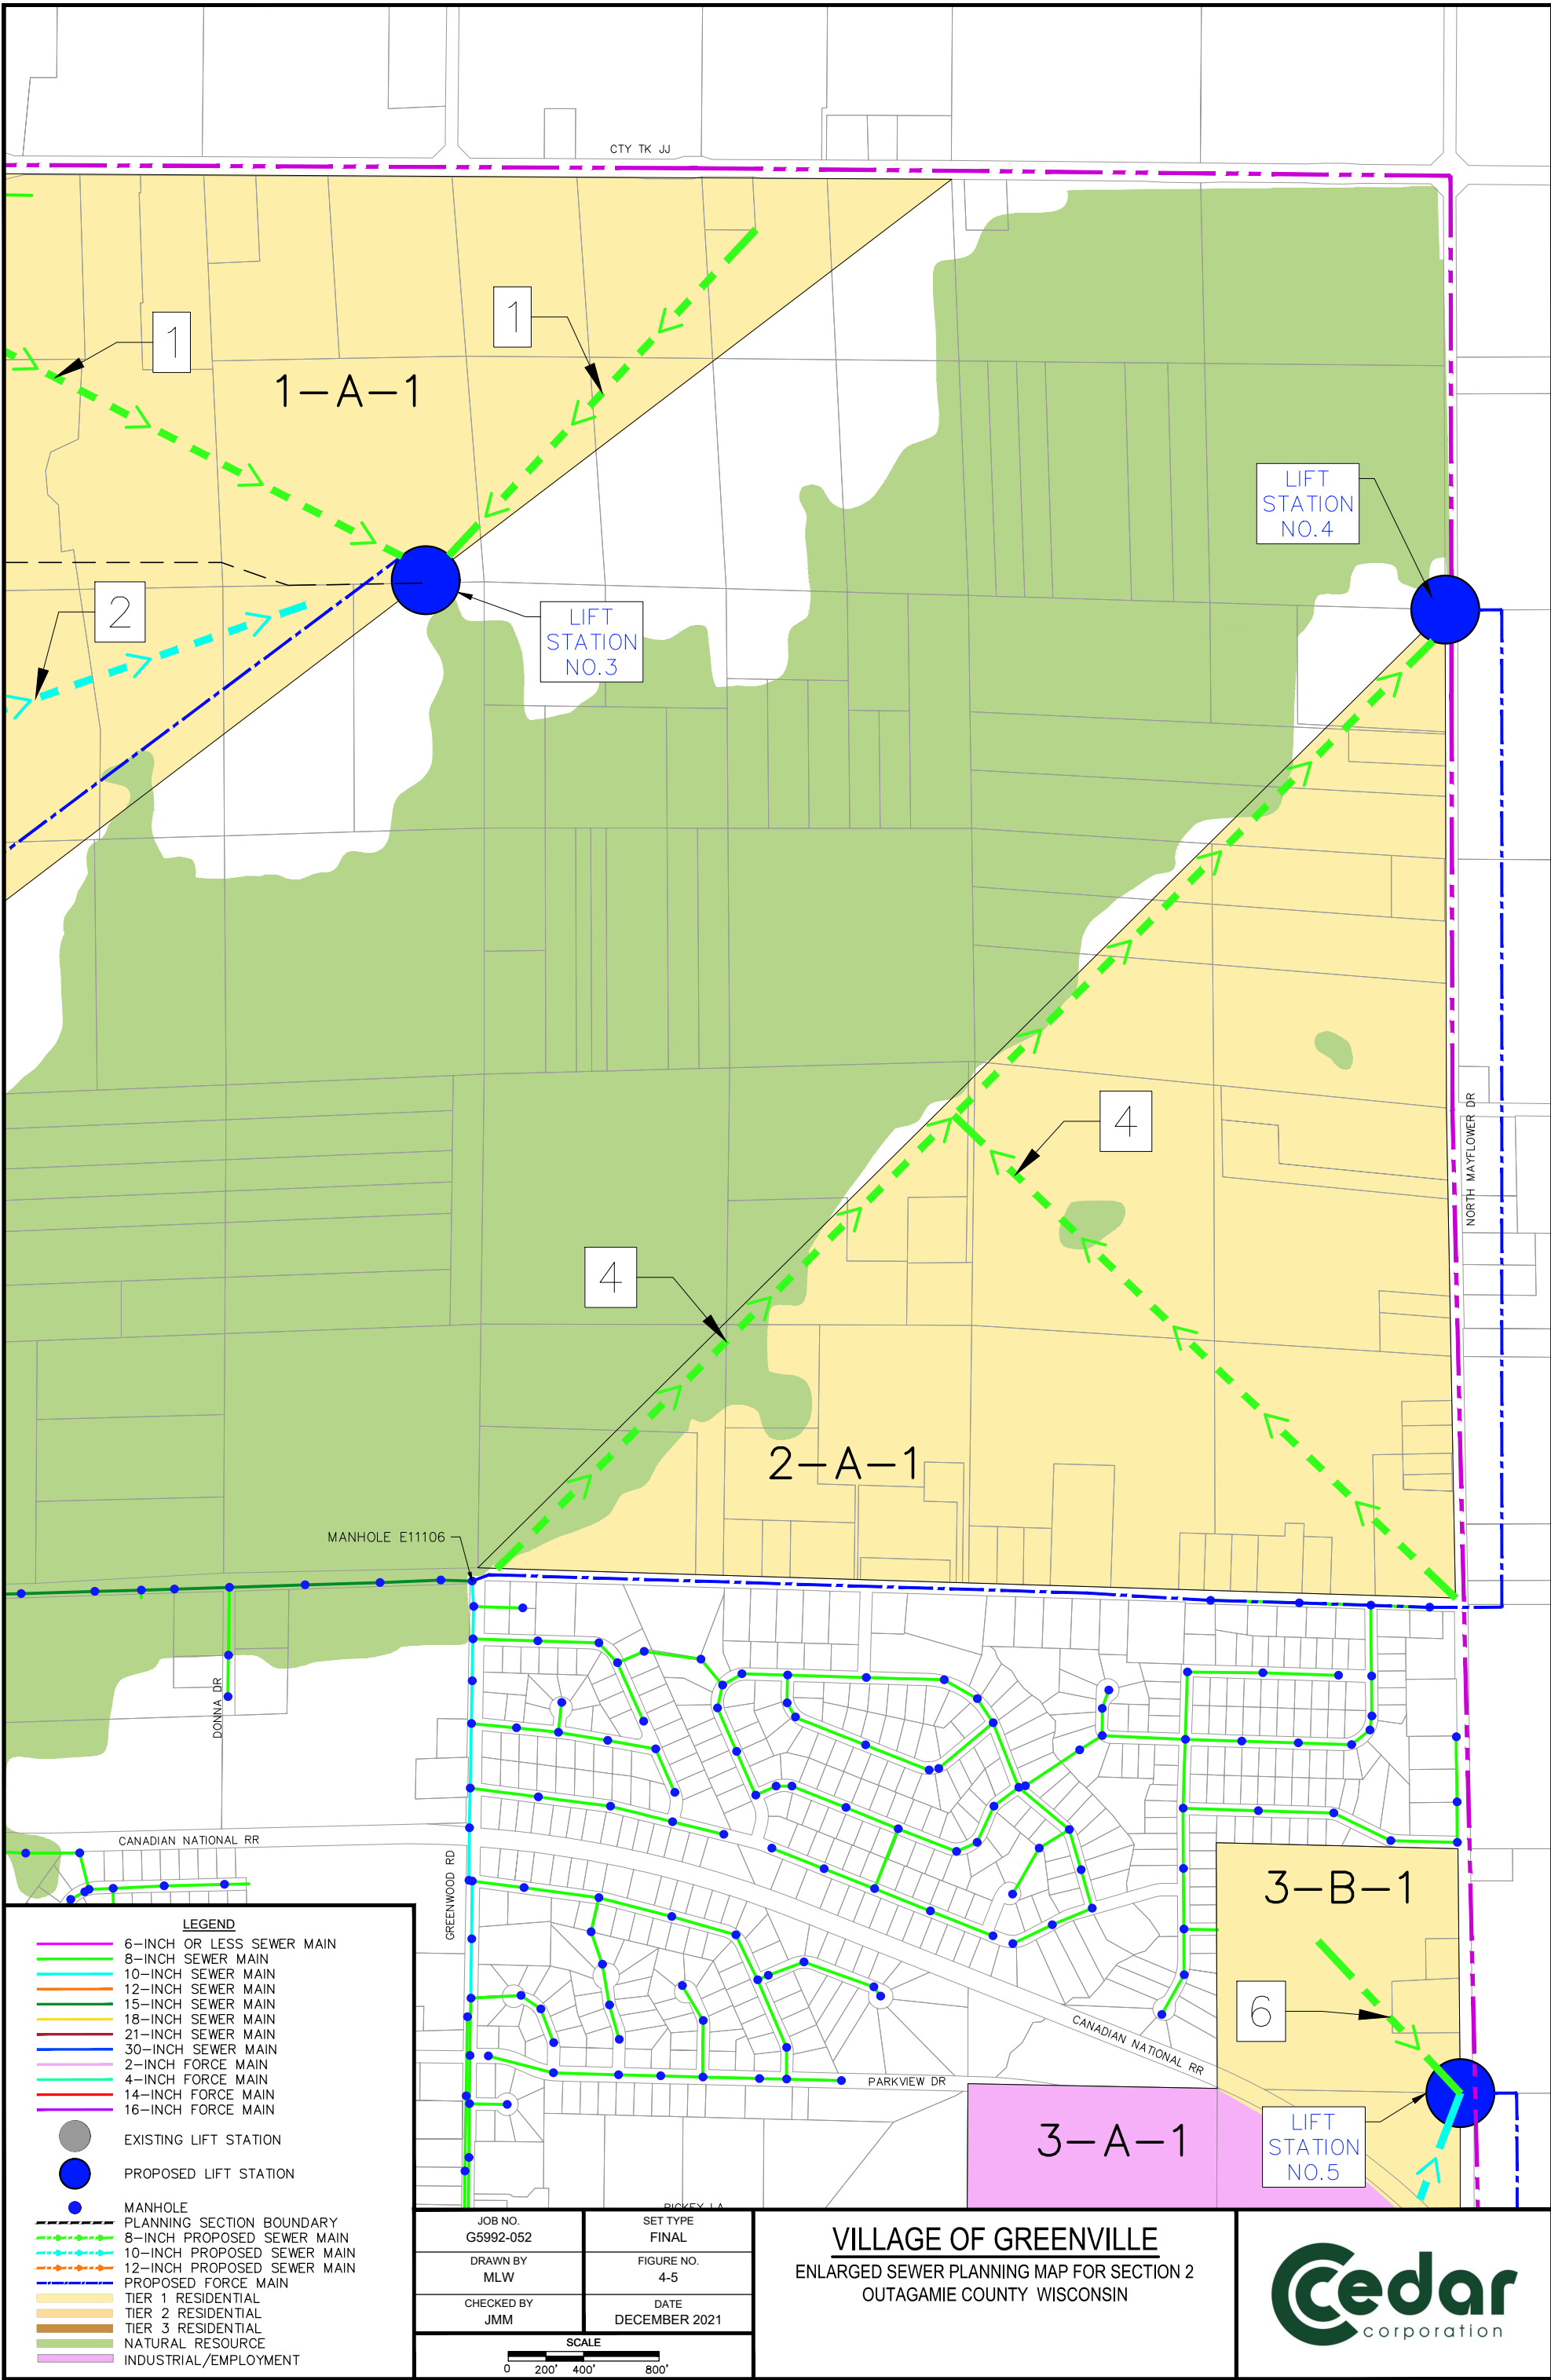 CTY TK JJ
1
1
1-A-1
LIFT
STATION
NO.4
2
LIFT
STATION
NO.3
4
NORTH MAYFLOWER DR
4
2-A-1
MANHOLE E11106
DONNA DR
CANADIAN NATIONAL RR
GREENWOOD RD
3-B-1
6
CANADIAN NATIONAL RR
PARKVIEW DR
3-A-1
LIFT
STATION
NO.5
RICKEY LA
LEGEND
6-INCH OR LESS SEWER MAIN
8-INCH SEWER MAIN
10-INCH SEWER MAIN
12-INCH SEWER MAIN
15-INCH SEWER MAIN
18-INCH SEWER MAIN
21-INCH SEWER MAIN
30-INCH SEWER MAIN
2-INCH FORCE MAIN
4-INCH FORCE MAIN
14-INCH FORCE MAIN
16-INCH FORCE MAIN
EXISTING LIFT STATION
PROPOSED LIFT STATION
MANHOLE
PLANNING SECTION BOUNDARY
8-INCH PROPOSED SEWER MAIN
10-INCH PROPOSED SEWER MAIN
12-INCH PROPOSED SEWER MAIN
PROPOSED FORCE MAIN
TIER 1 RESIDENTIAL
TIER 2 RESIDENTIAL
TIER 3 RESIDENTIAL
NATURAL RESOURCE
INDUSTRIAL/EMPLOYMENT
JOB NO.
G5992-052
SET TYPE
FINAL
DRAWN BY
MLW
FIGURE NO.
4-5
CHECKED BY
JMM
DATE
DECEMBER 2021
SCALE
0 200' 400' 800'
VILLAGE OF GREENVILLE
ENLARGED SEWER PLANNING MAP FOR SECTION 2
OUTAGAMIE COUNTY WISCONSIN
Cedar
corporation